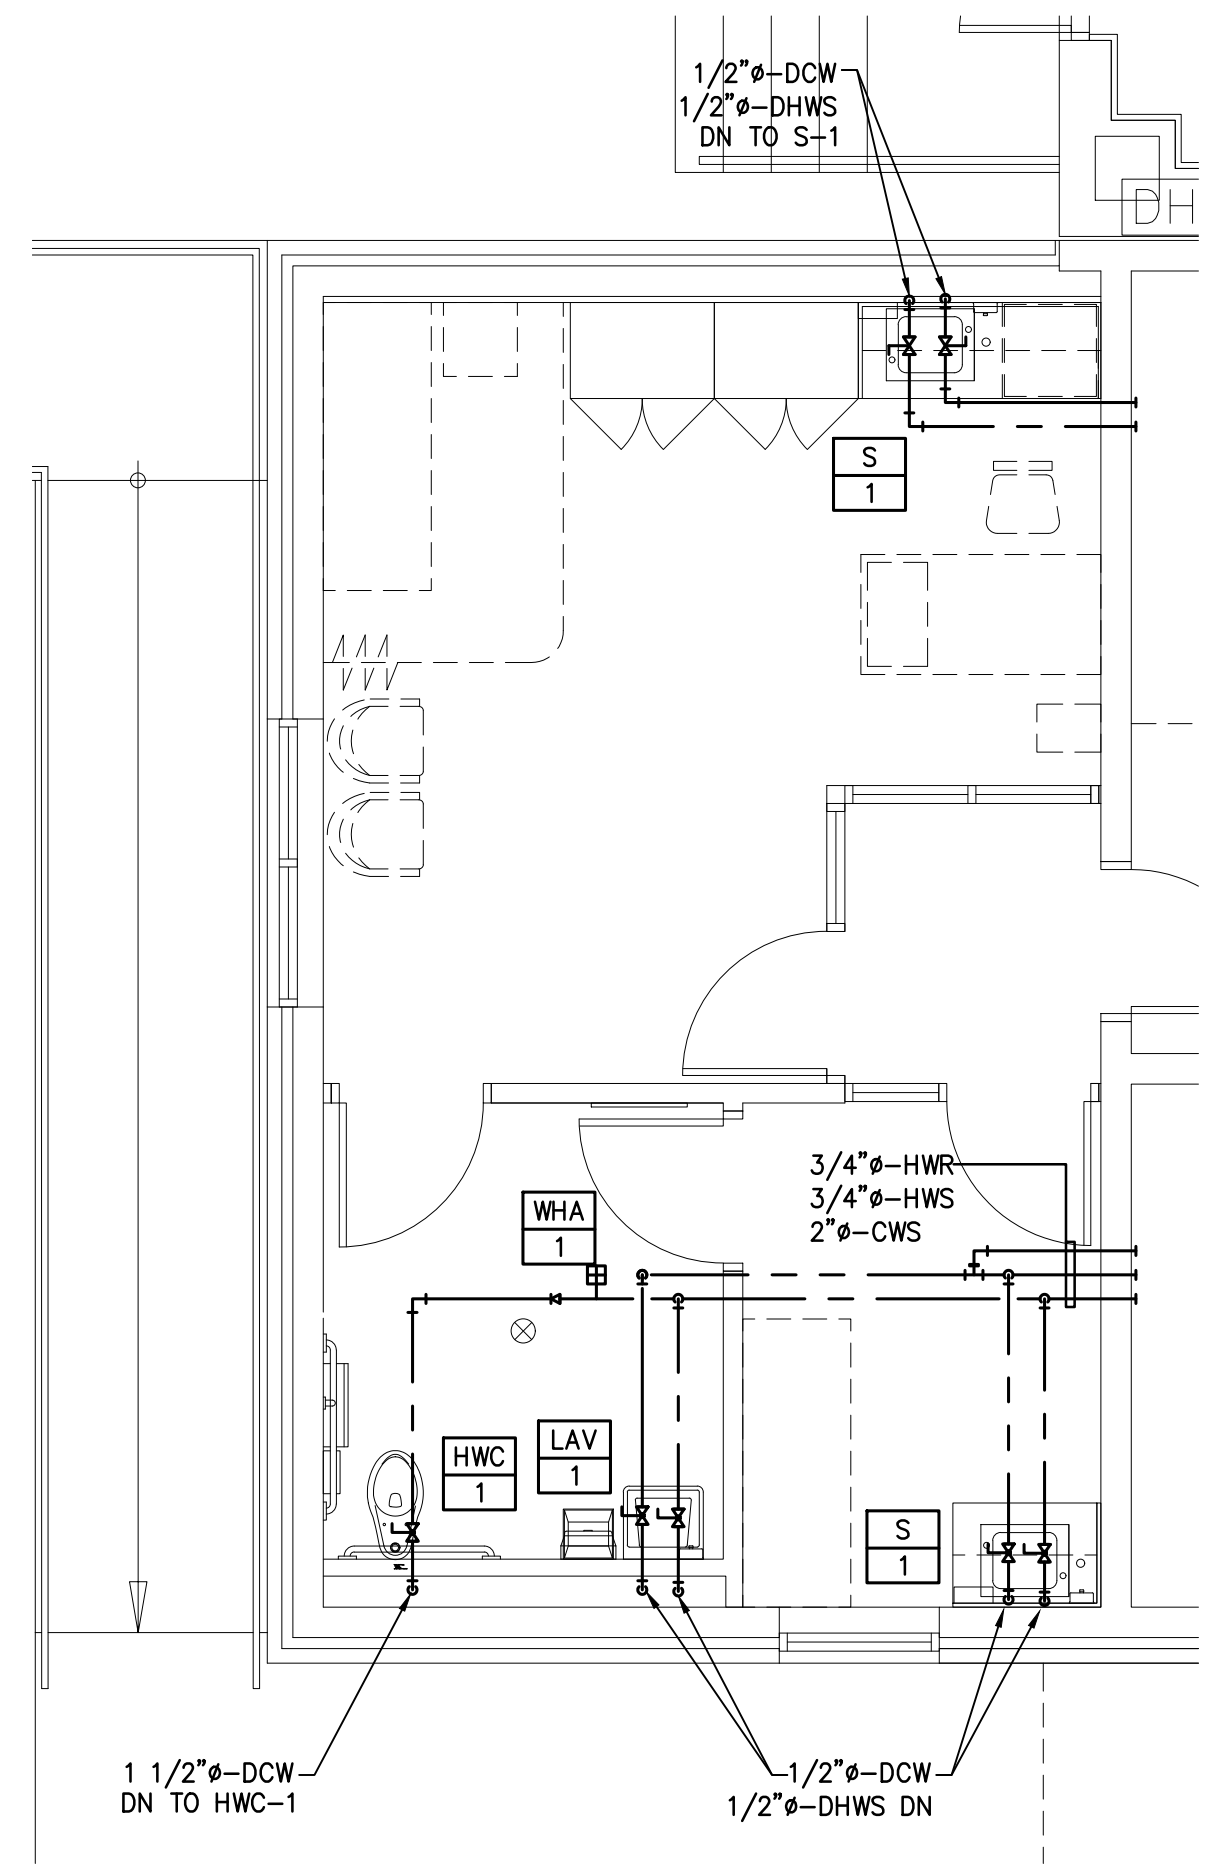 1/2"ø-DCW
1/2"ø-DHWS
DN TO S-1
DH
S
1
3/4"ø-HWR
3/4"ø-HWS
2"ø-CWS
WHA
1
HWC
1
LAV
1
S
1
1 1/2"ø-DCW
DN TO HWC-1
1/2"ø-DCW
1/2"ø-DHWS DN